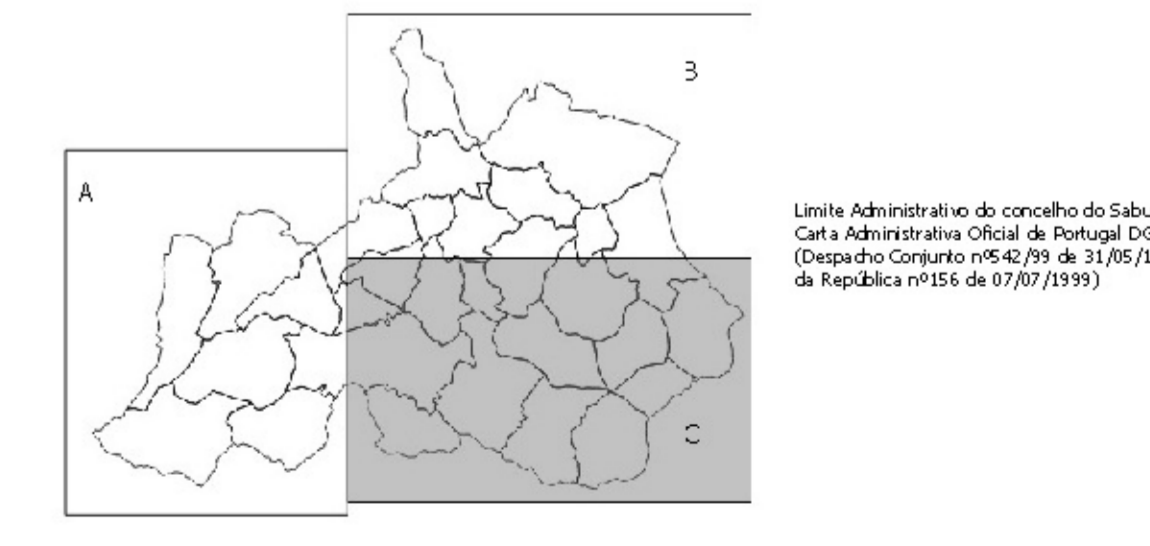 A
B
C
Limite Administrativo do concelho do Sabu
Carta Administrativa Oficial de Portugal DG
(Despacho Conjunto nº542/99 de 31/05/1
da República nº156 de 07/07/1999)